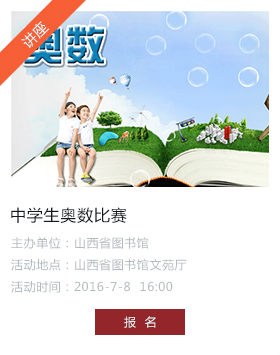 讲座
奥数
中学生奥数比赛
主办单位：山西省图书馆
活动地点：山西省图书馆文苑厅
活动时间：2016-7-8 16:00
报 名